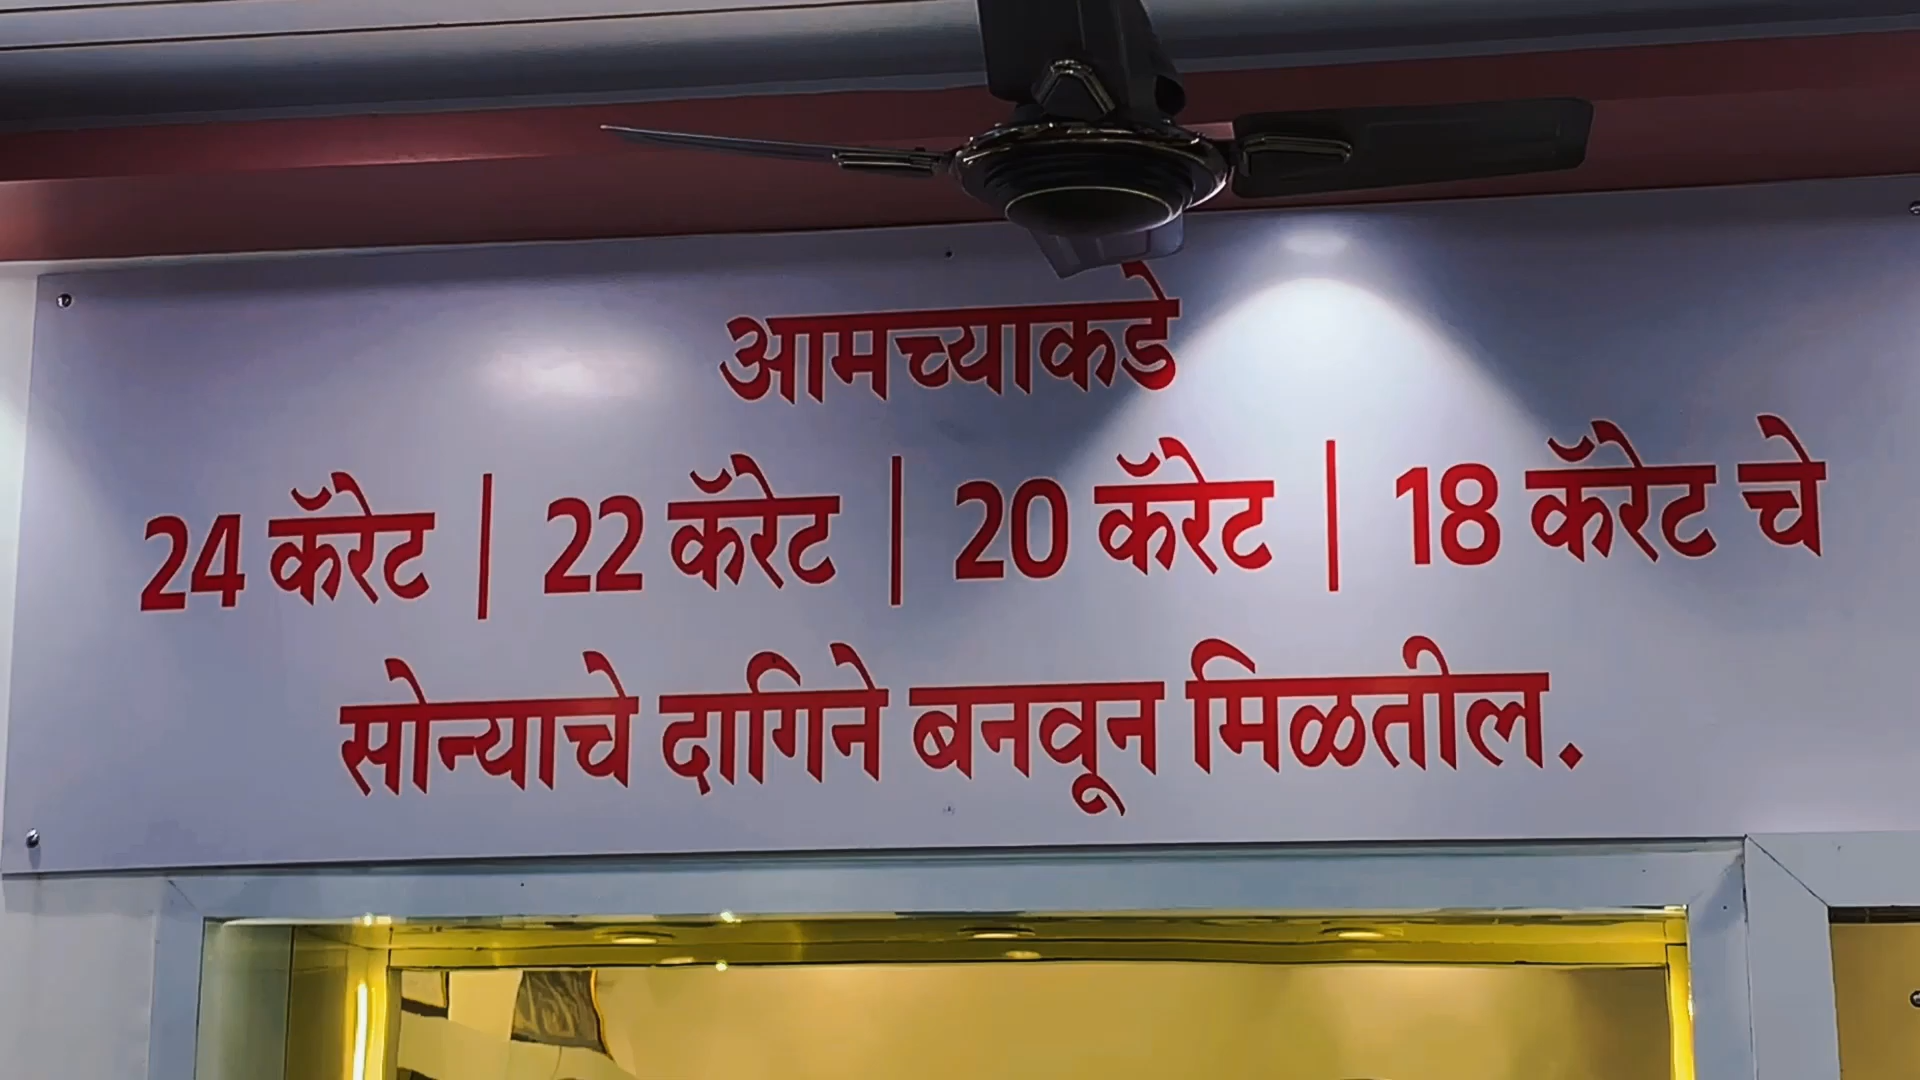 आमच्याकडे
24 कॅरेट | 22 कॅरेट | 20 कॅरेट | 18 कॅरेट चे
सोन्याचे दागिने बनवून मिळतील.